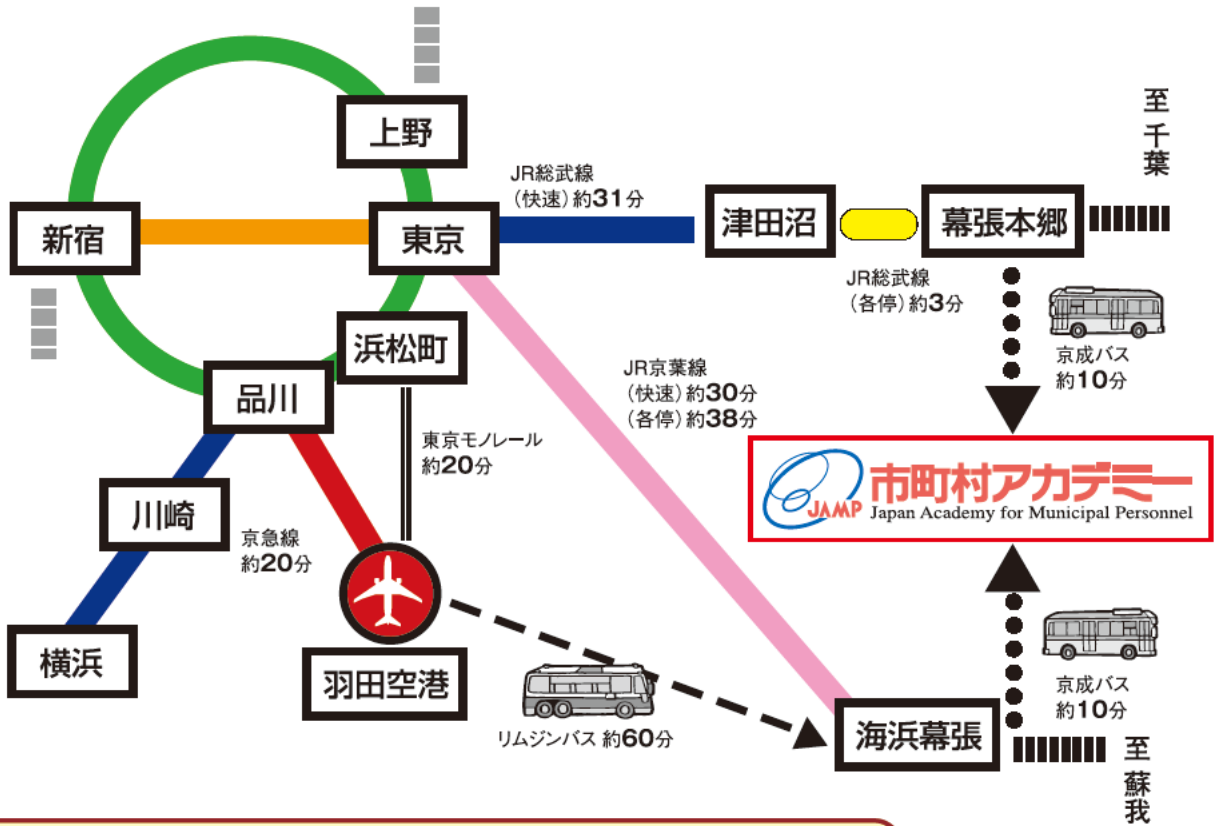 上野
至千葉
JR総武線
（快速）約31分
新宿
東京
津田沼
幕張本郷
JR総武線
（各停）約3分
浜松町
京成バス
約10分
JR京葉線
（快速）約30分
（各停）約38分
品川
東京モノレール
約20分
JAMP
市町村アカデミー
Japan Academy for Municipal Personnel
川崎
京急線
約20分
横浜
羽田空港
リムジンバス 約60分
京成バス
約10分
海浜幕張
至蘇我